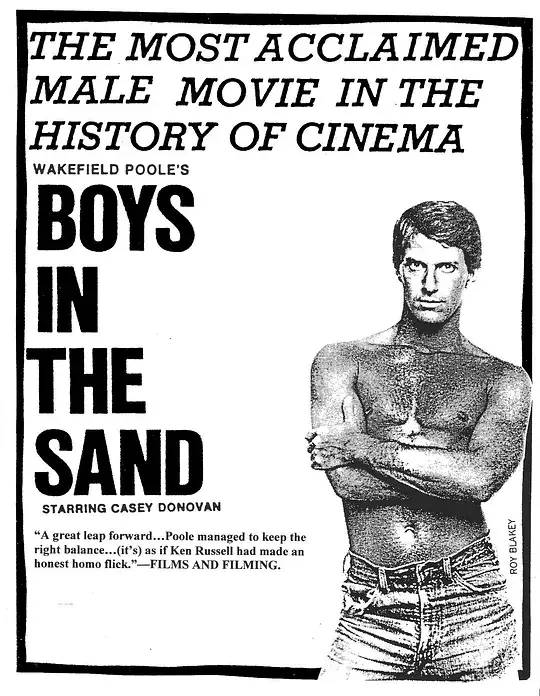 THE MOST ACCLAIMED
MALE MOVIE IN THE
HISTORY OF CINEMA
WAKEFIELD POOLE'S
BOYS
IN
THE
SAND
STARRING CASEY DONOVAN
“A great leap forward...Poole managed to keep the
right balance...(it's) as if Ken Russell had made an
honest homo flick.”—FILMS AND FILMING.
ROY BLAKEY